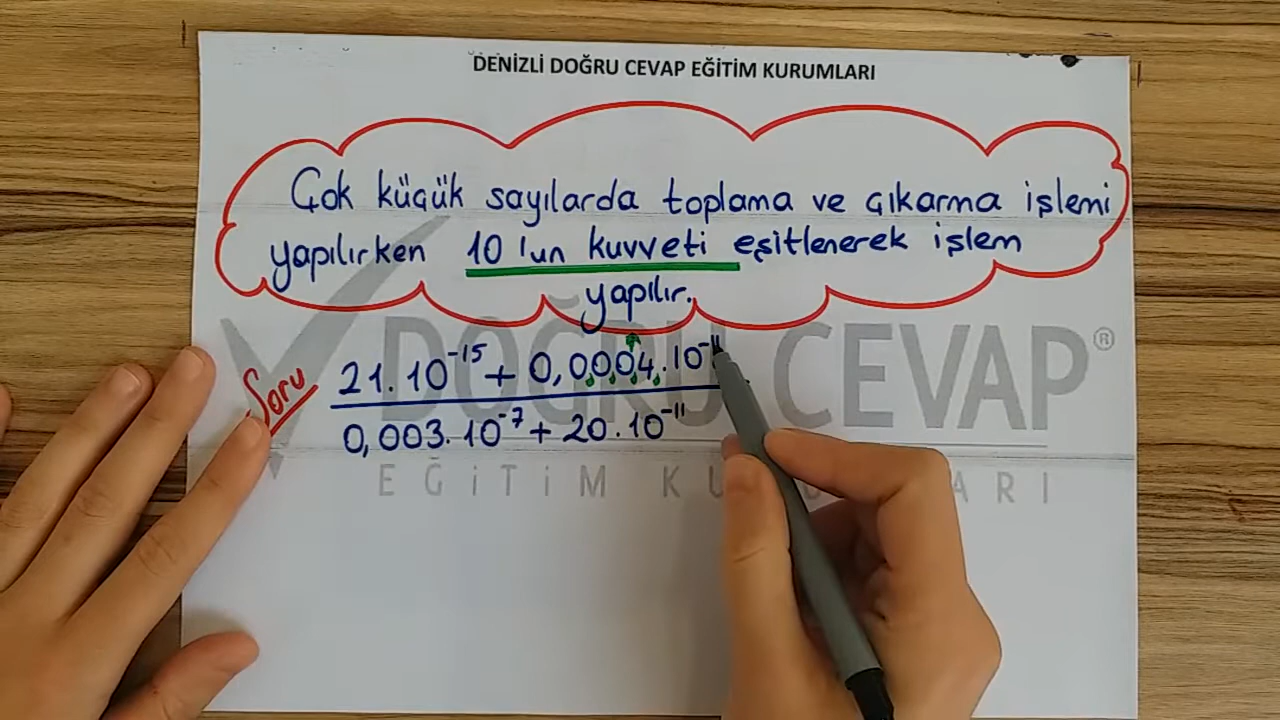 DENİZLİ DOĞRU CEVAP EĞİTİM KURUMLARI
Çok küçük sayılarda toplama ve çıkarma işlemi
yapılırken 10'un kuvveti eşitlenerek işlem
yapılır.
Soru
21.10⁻¹⁵ + 0,0004.10⁻¹¹
0,003.10⁻⁷ + 20.10⁻¹¹
DOĞRU CEVAP®
EĞİTİM